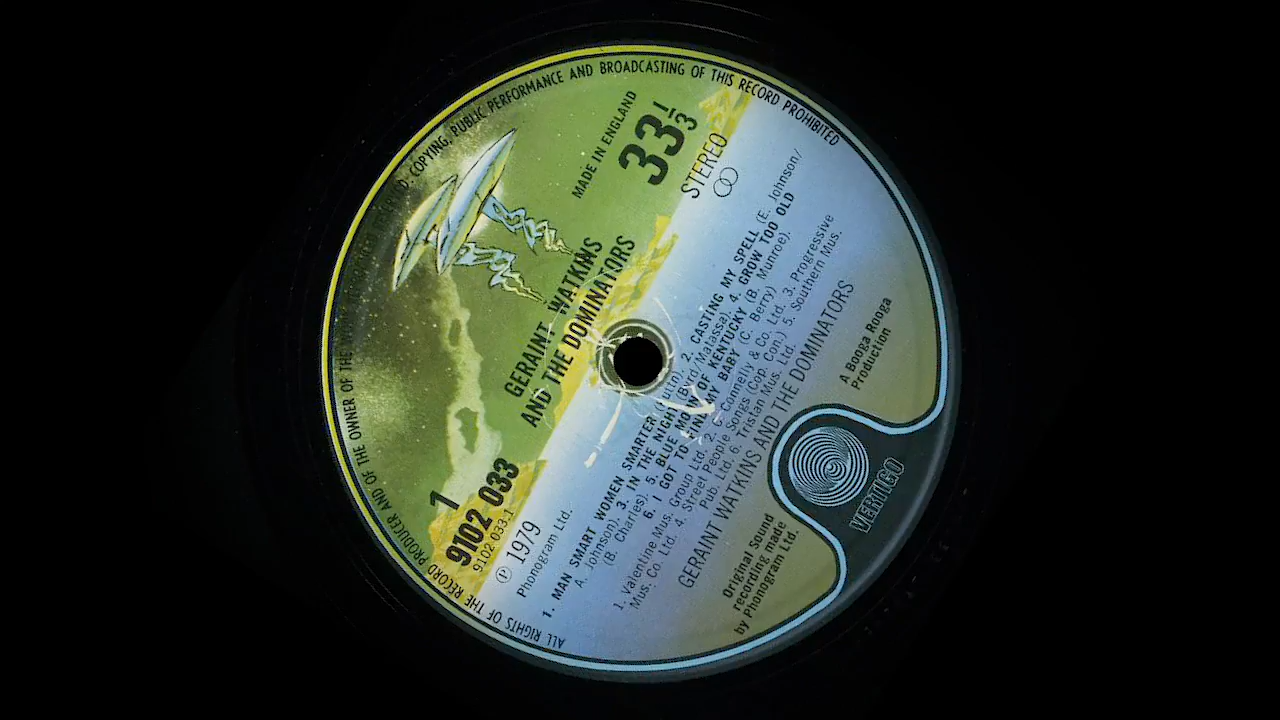 ALL RIGHTS OF THE RECORD PRODUCER AND OF THE OWNER OF THE
COPYING, PUBLIC PERFORMANCE AND BROADCASTING OF THIS RECORD PROHIBITED
MADE IN ENGLAND
33 1/3
STEREO
GERAINT WATKINS
AND THE DOMINATORS
1
9102 033
9102 033.1
℗ 1979
Phonogram Ltd.
1. MAN SMART WOMEN SMARTER 2. CASTING MY SPELL (E. Johnson/
A. Johnson). 3. IN THE NIGHT (Byrd/Matassa). 4. GROW TOO OLD
(B. Charles). 5. BLUE MOON OF KENTUCKY (B. Munroe).
6. I GOT TO FIND MY BABY (C. Berry)
1. Valentine Mus. Group Ltd. 2. 6. Connelly & Co. Ltd. 3. Progressive
Mus. Co Ltd. 4. Street People Songs (Cop. Con.) 5. Southern Mus.
Pub. Ltd. 6. Tristan Mus. Ltd.
GERAINT WATKINS AND THE DOMINATORS
A Booga Rooga
Production
Original Sound
recording made
by Phonogram Ltd.
VERTIGO